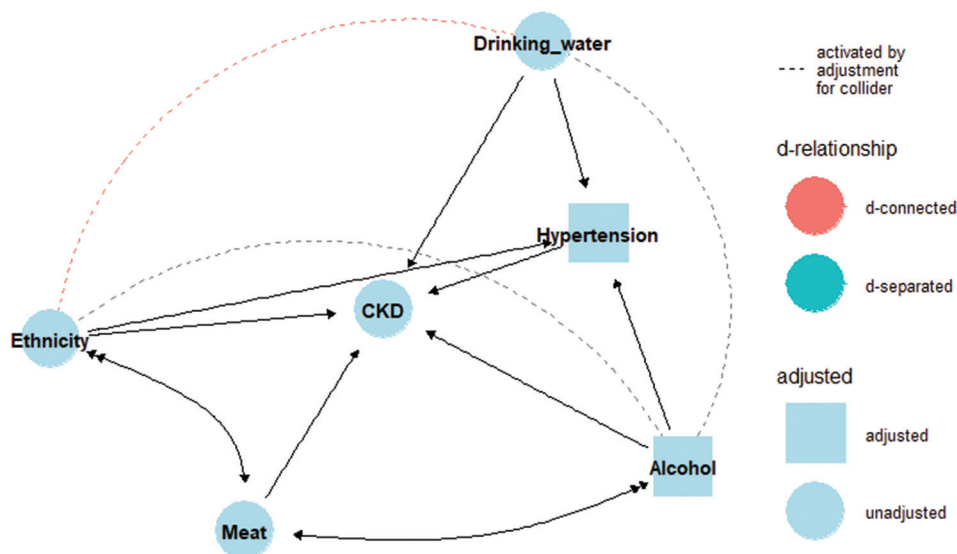 Drinking_water
Hypertension
CKD
Ethnicity
Alcohol
Meat
activated by
adjustment
for collider
d-relationship
d-connected
d-separated
adjusted
adjusted
unadjusted